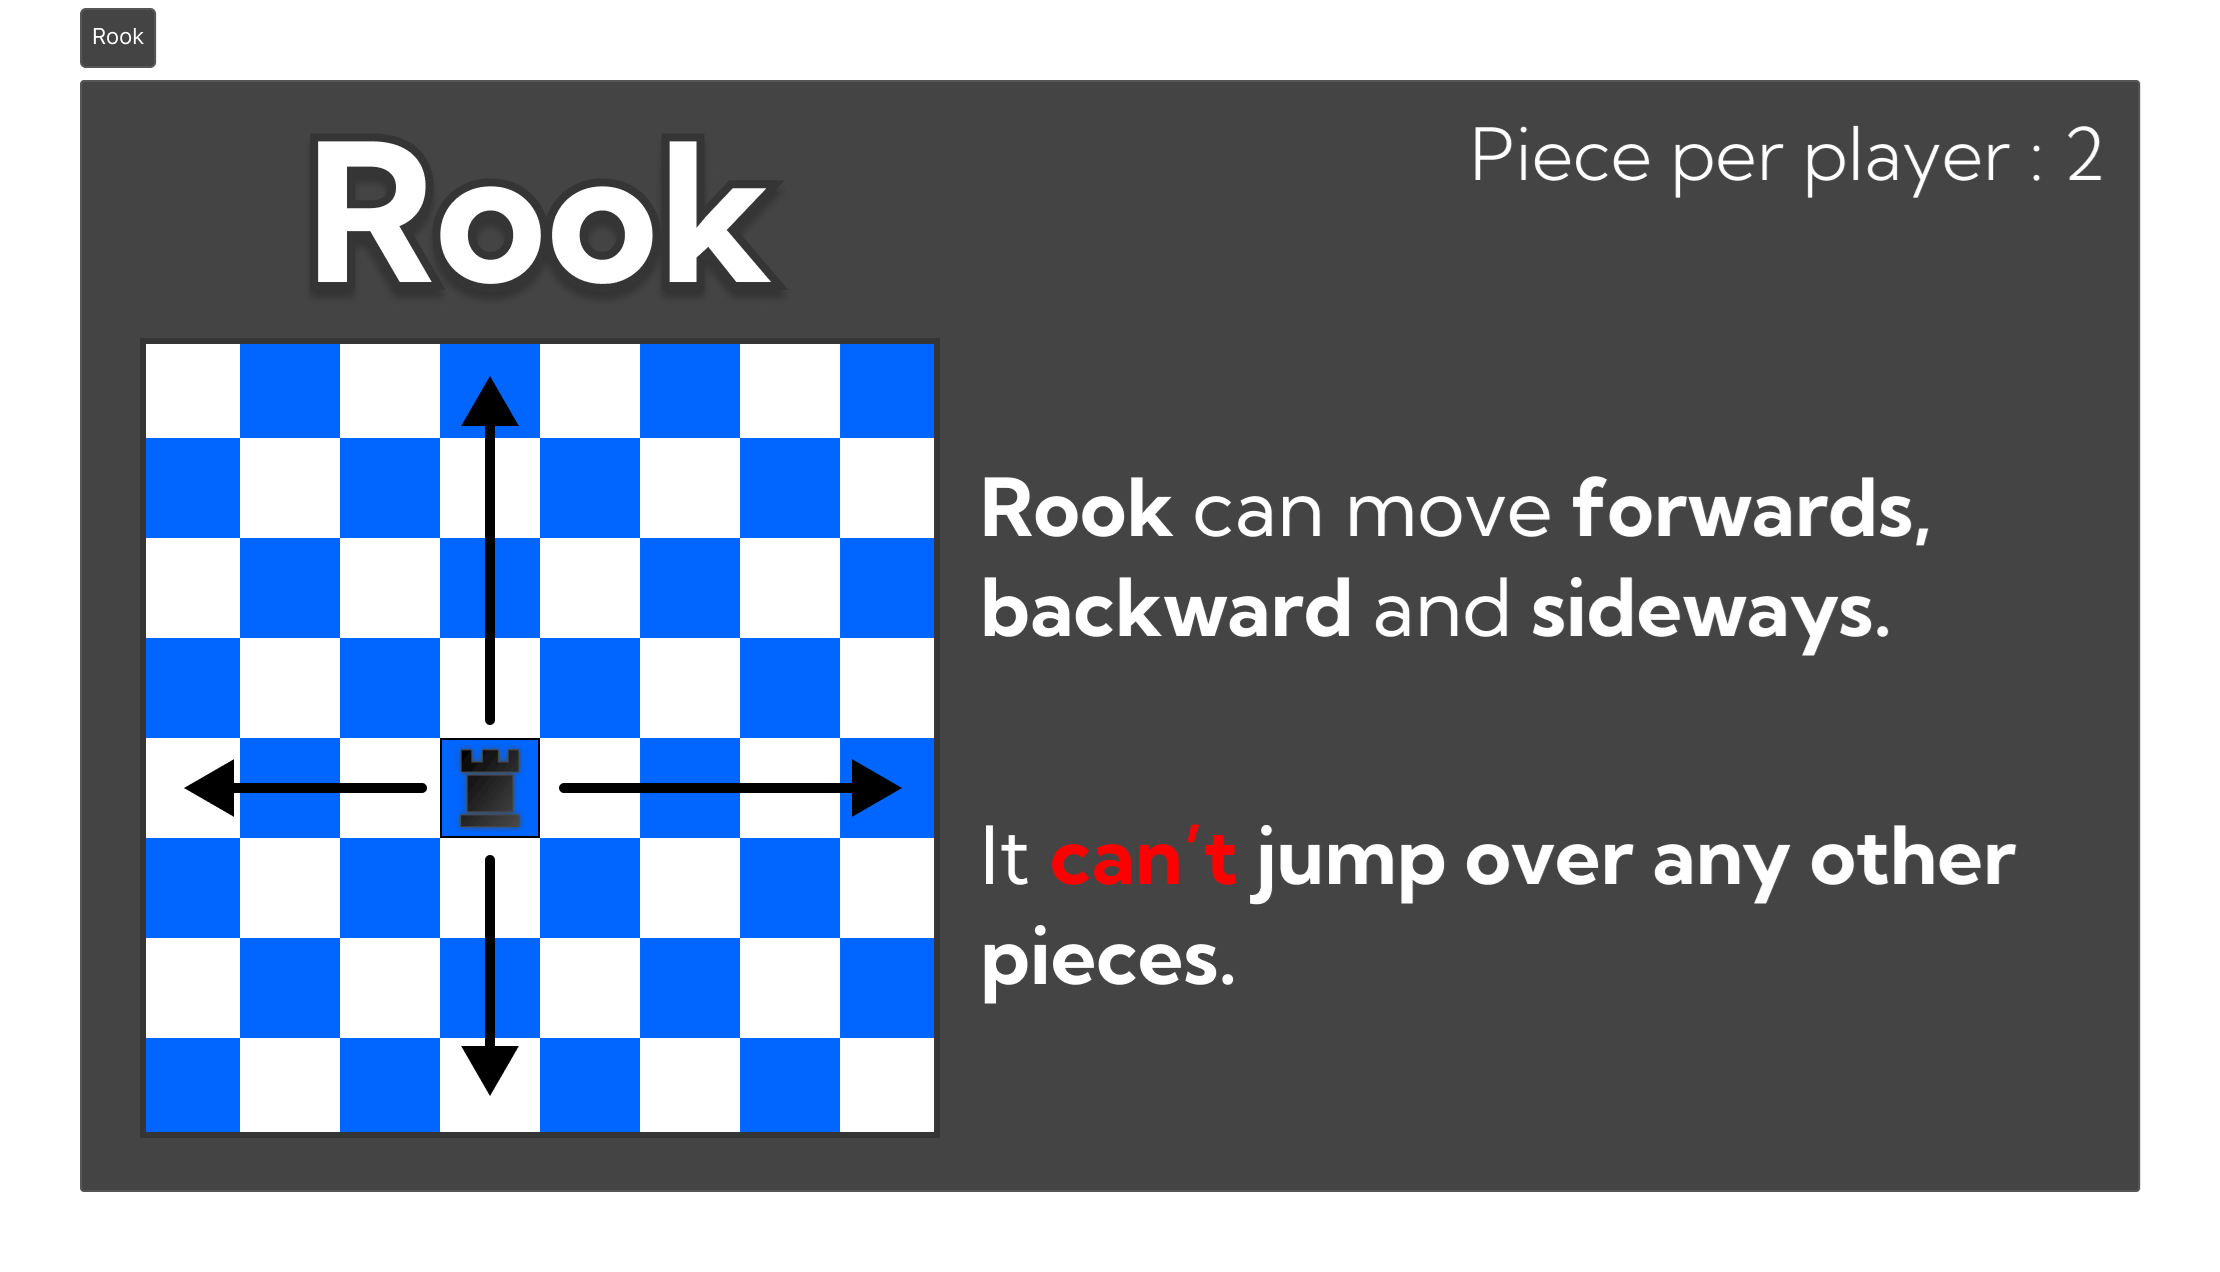 Rook
Rook
Piece per player : 2
Rook can move forwards,
backward and sideways.
It can't jump over any other
pieces.